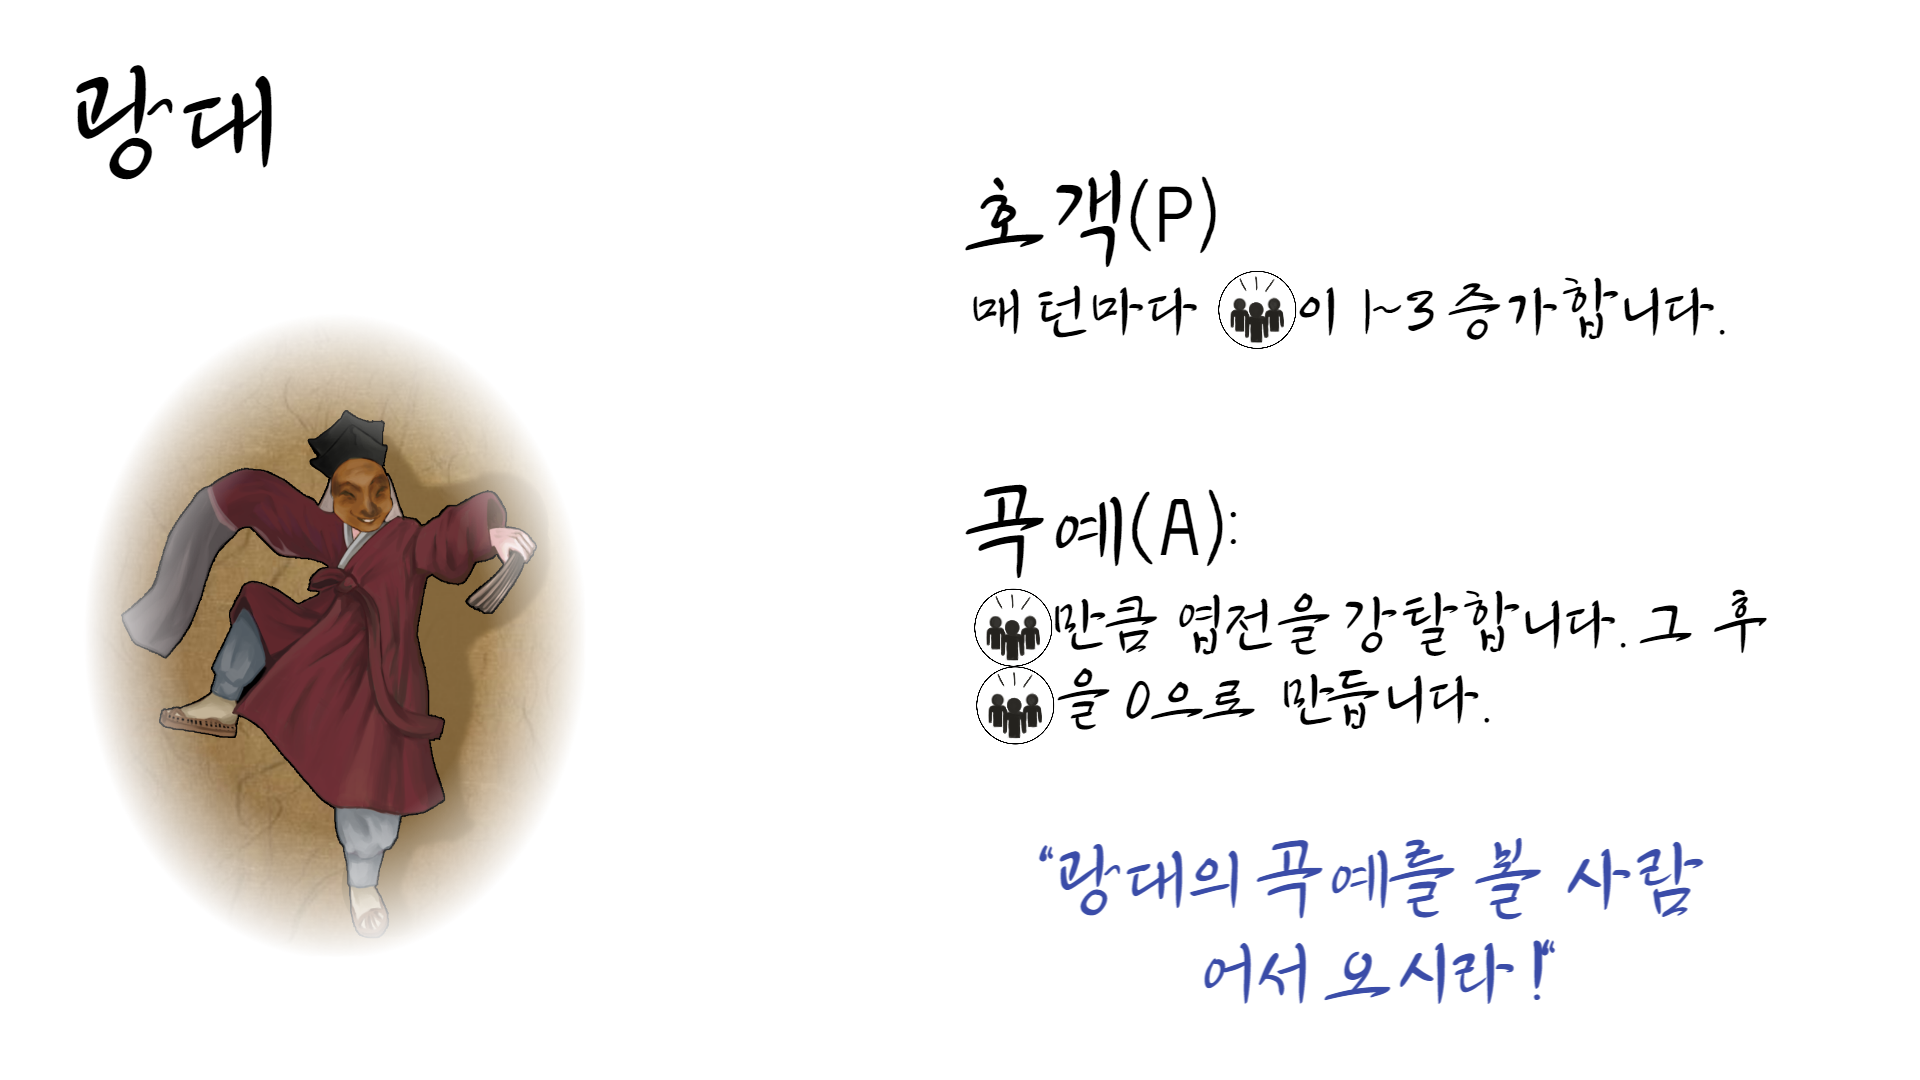 광대
호객(P)
매 턴마다 이 1~3 증가합니다.
곡예(A):
만큼 엽전을 강탈합니다. 그 후
을 0으로 만듭니다.
“광대의 곡예를 볼 사람
어서 오시라!“